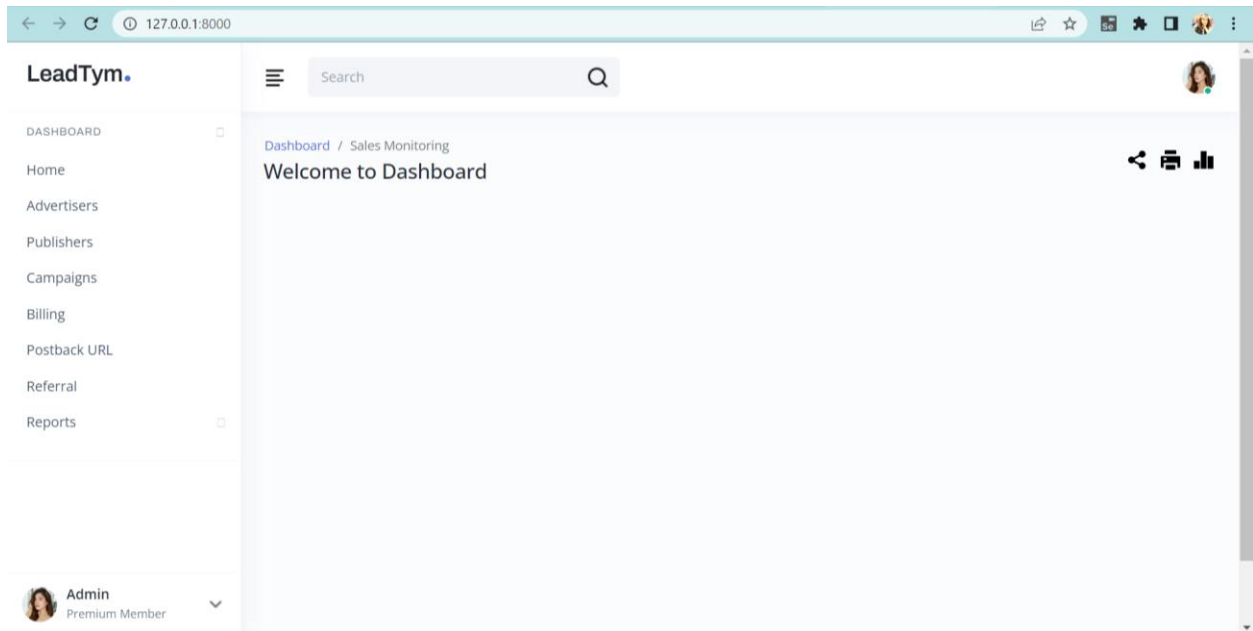 127.0.0.1:8000
Se
LeadTym.
Search
DASHBOARD
Dashboard / Sales Monitoring
Welcome to Dashboard
Home
Advertisers
Publishers
Campaigns
Billing
Postback URL
Referral
Reports
Admin
Premium Member